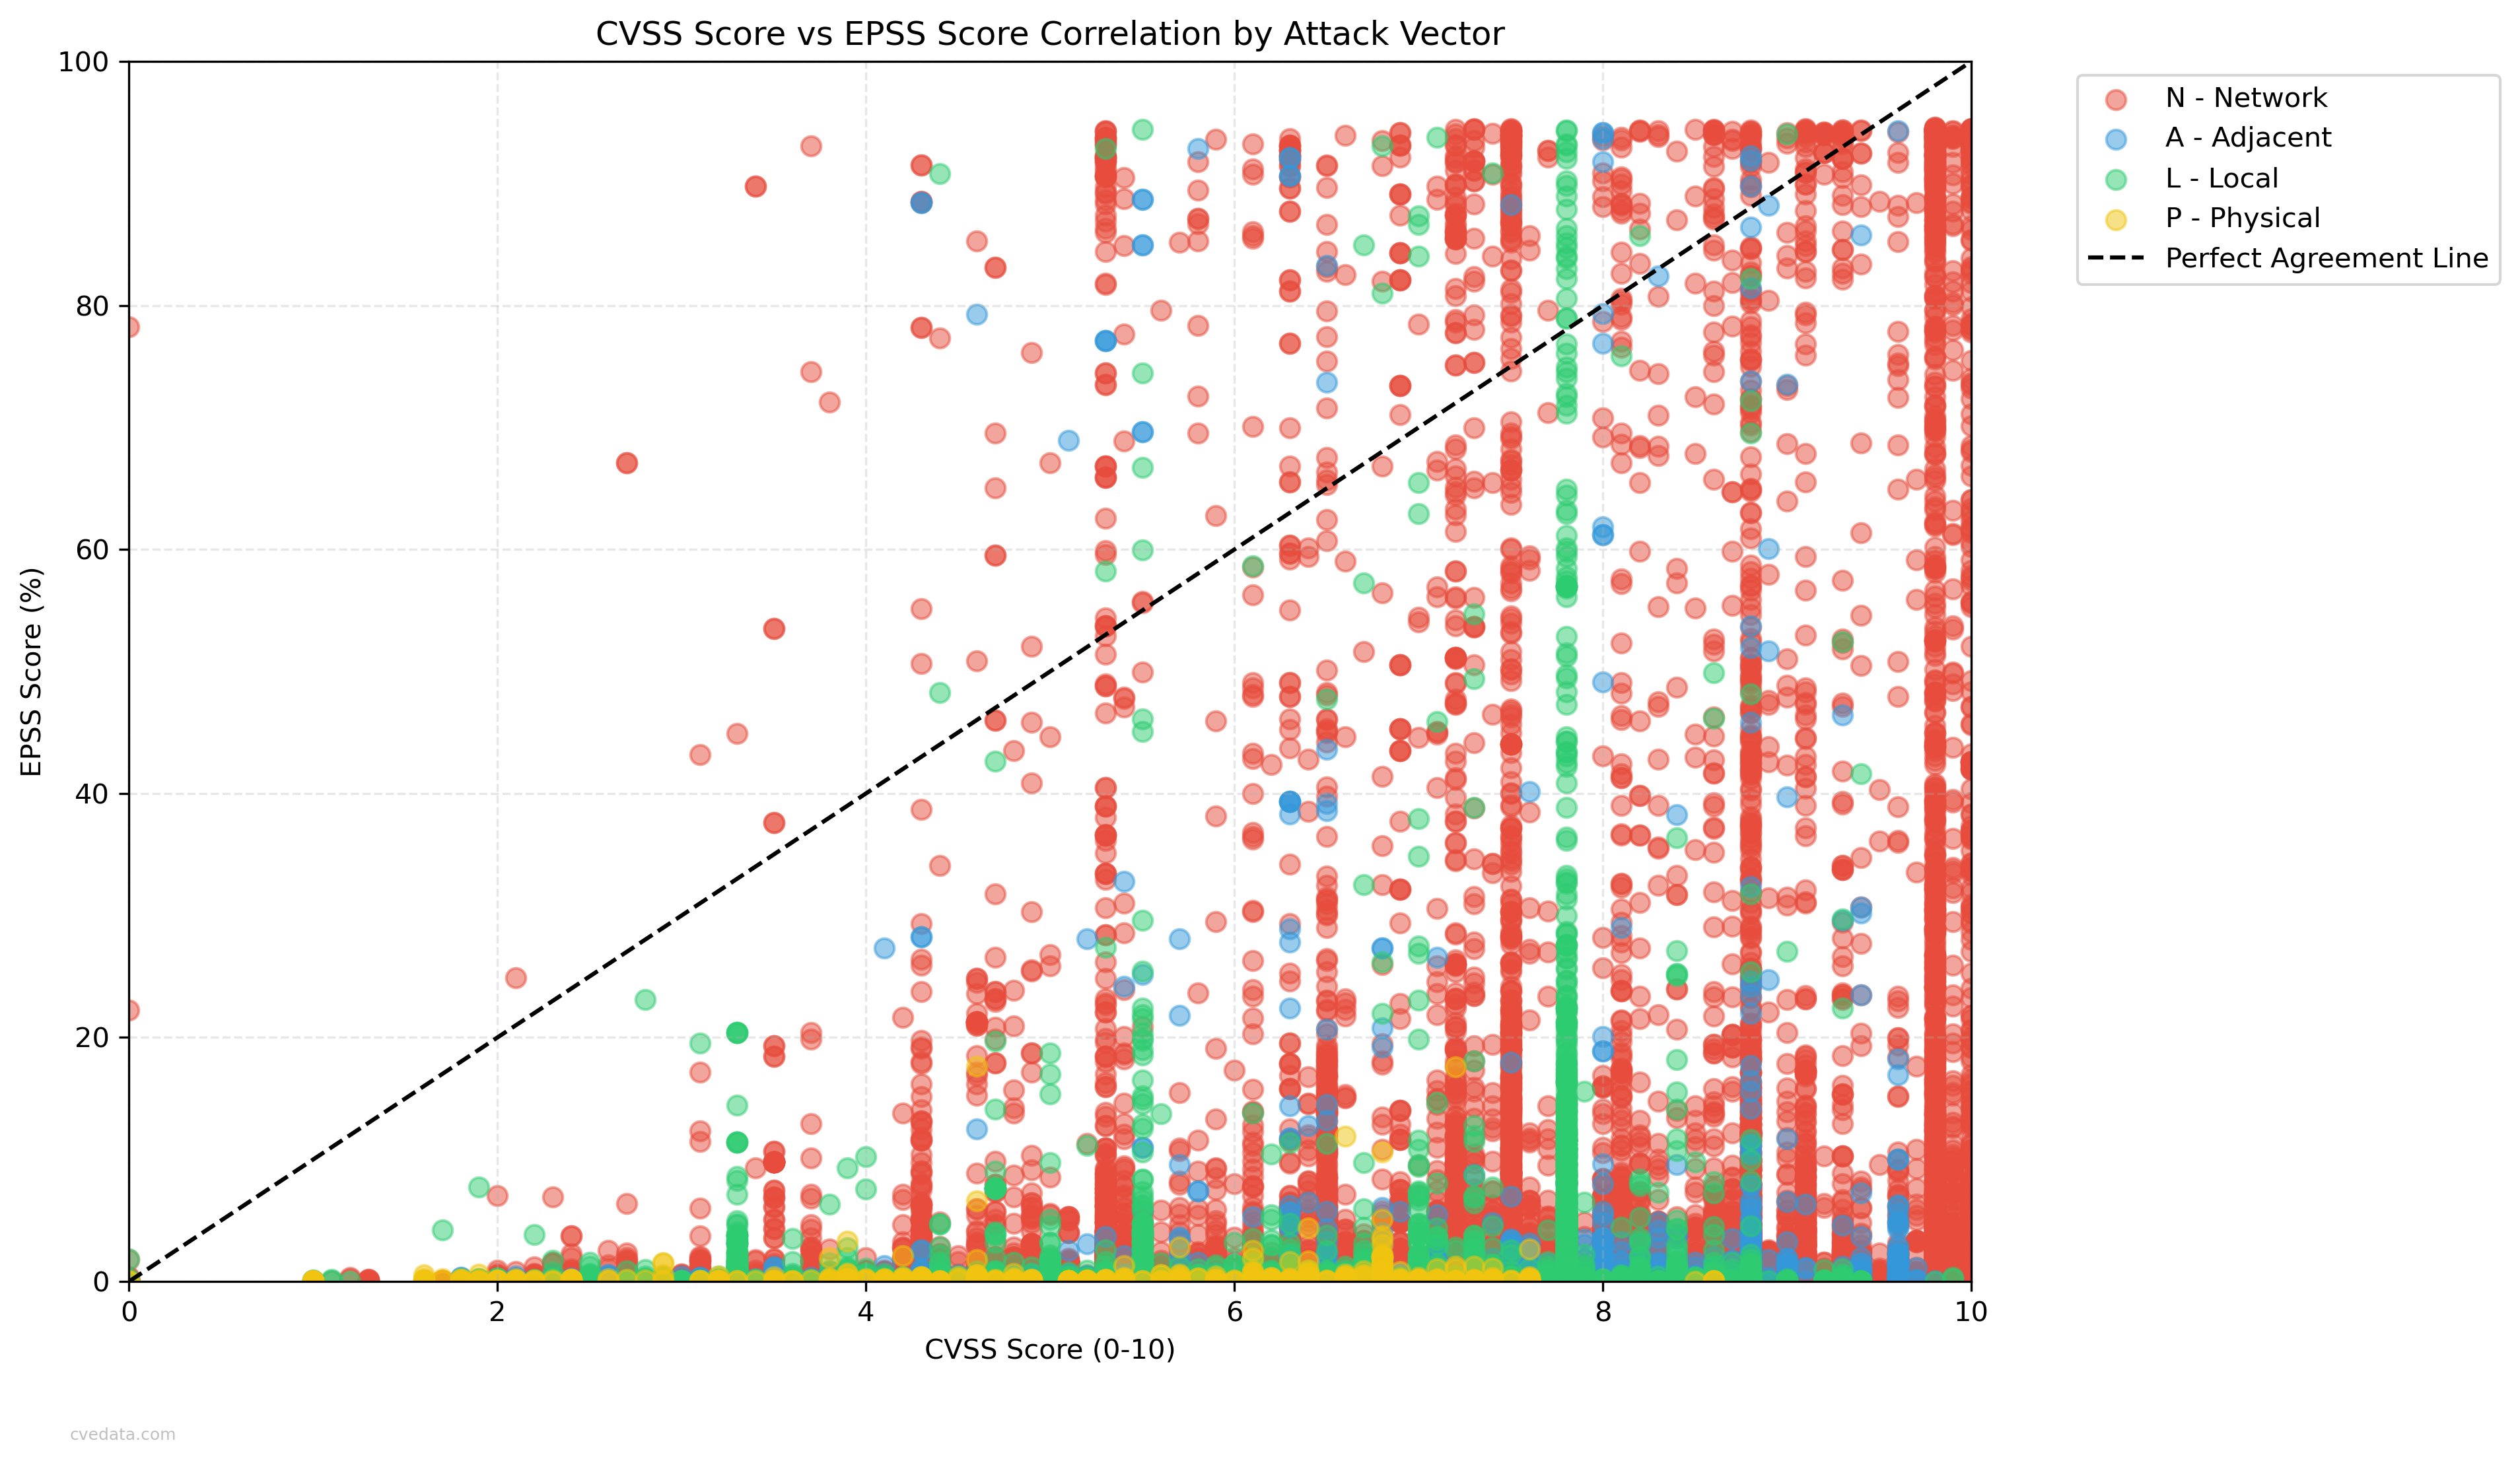 CVSS Score vs EPSS Score Correlation by Attack Vector
100
80
60
40
20
0
EPSS Score (%)
0 2 4 6 8 10
CVSS Score (0-10)
N - Network
A - Adjacent
L - Local
P - Physical
Perfect Agreement Line
cvedata.com